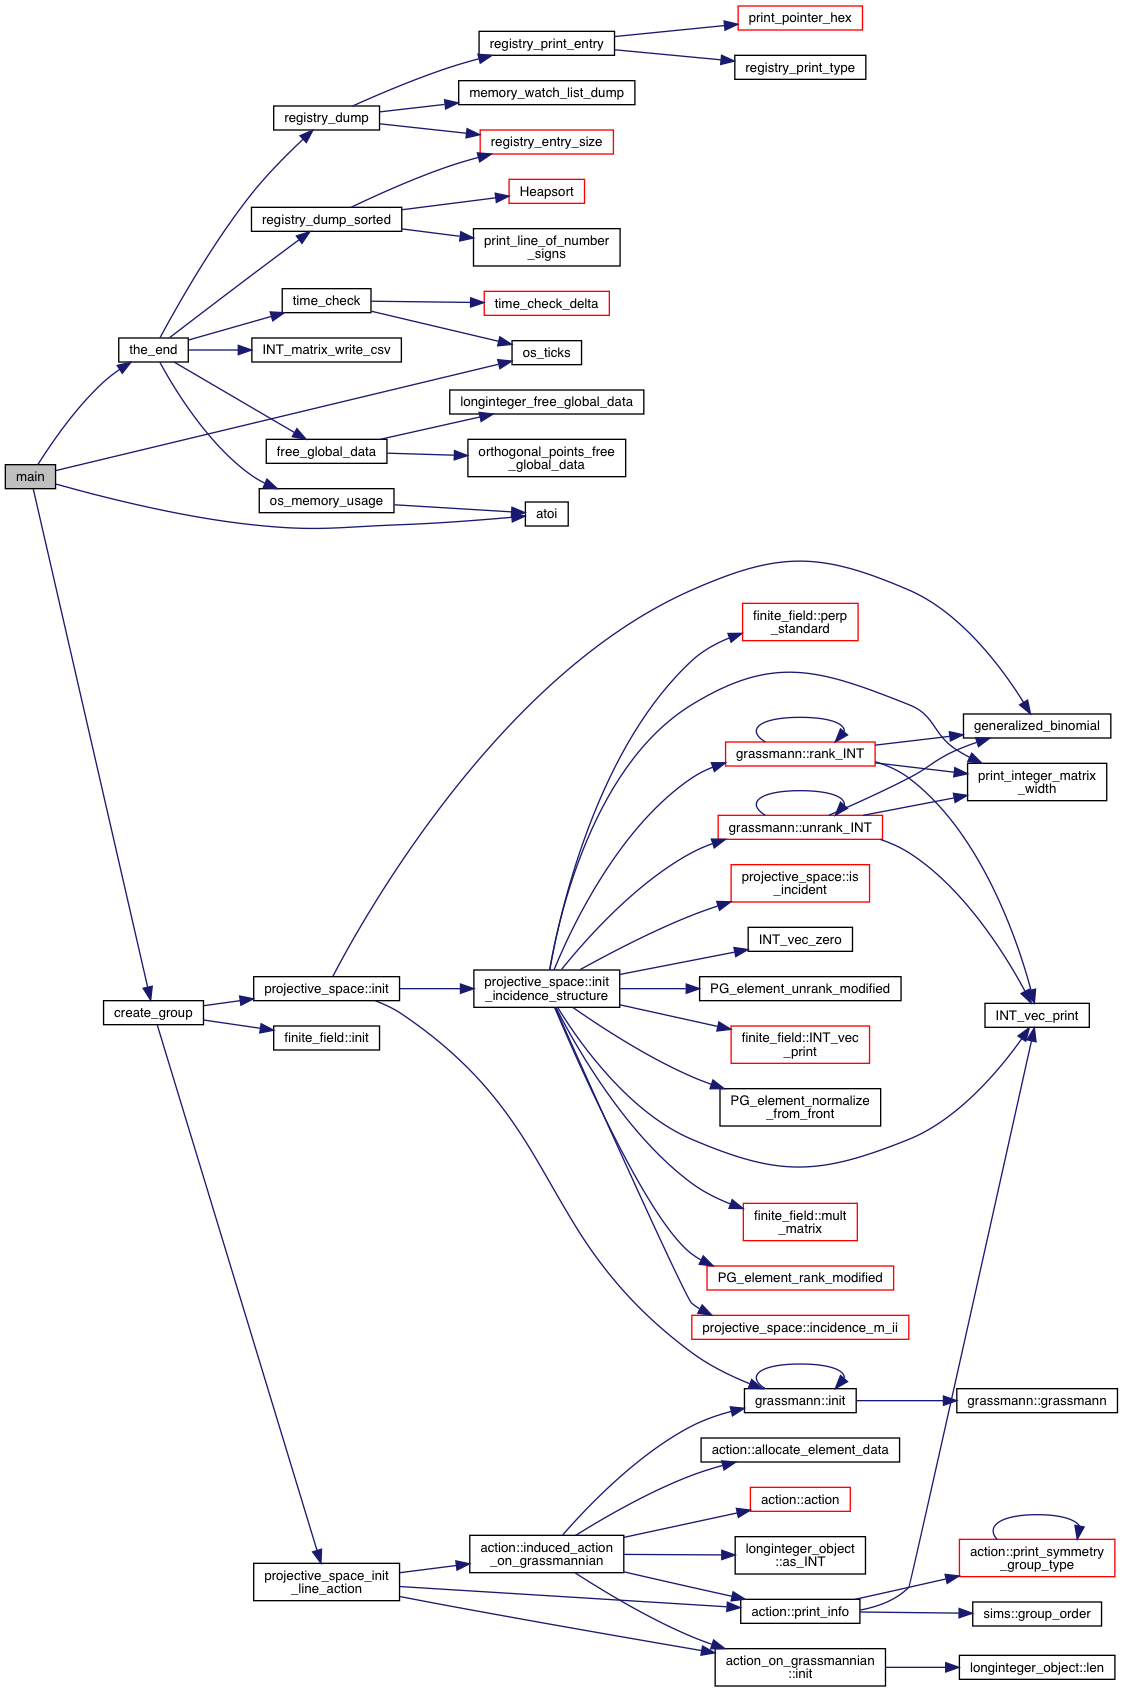 print_pointer_hex
registry_print_entry
registry_print_type
memory_watch_list_dump
registry_dump
registry_entry_size
Heapsort
registry_dump_sorted
print_line_of_number
_signs
time_check
time_check_delta
the_end
INT_matrix_write_csv
os_ticks
longinteger_free_global_data
free_global_data
orthogonal_points_free
_global_data
main
os_memory_usage
atoi
finite_field::perp
_standard
generalized_binomial
grassmann::rank_INT
print_integer_matrix
_width
grassmann::unrank_INT
projective_space::is
_incident
INT_vec_zero
projective_space::init
projective_space::init
_incidence_structure
PG_element_unrank_modified
create_group
INT_vec_print
finite_field::init
finite_field::INT_vec
_print
PG_element_normalize
_from_front
finite_field::mult
_matrix
PG_element_rank_modified
projective_space::incidence_m_ii
grassmann::init
grassmann::grassmann
action::allocate_element_data
action::action
action::induced_action
_on_grassmannian
longinteger_object
::as_INT
action::print_symmetry
_group_type
projective_space_init
_line_action
action::print_info
sims::group_order
action_on_grassmannian
::init
longinteger_object::len